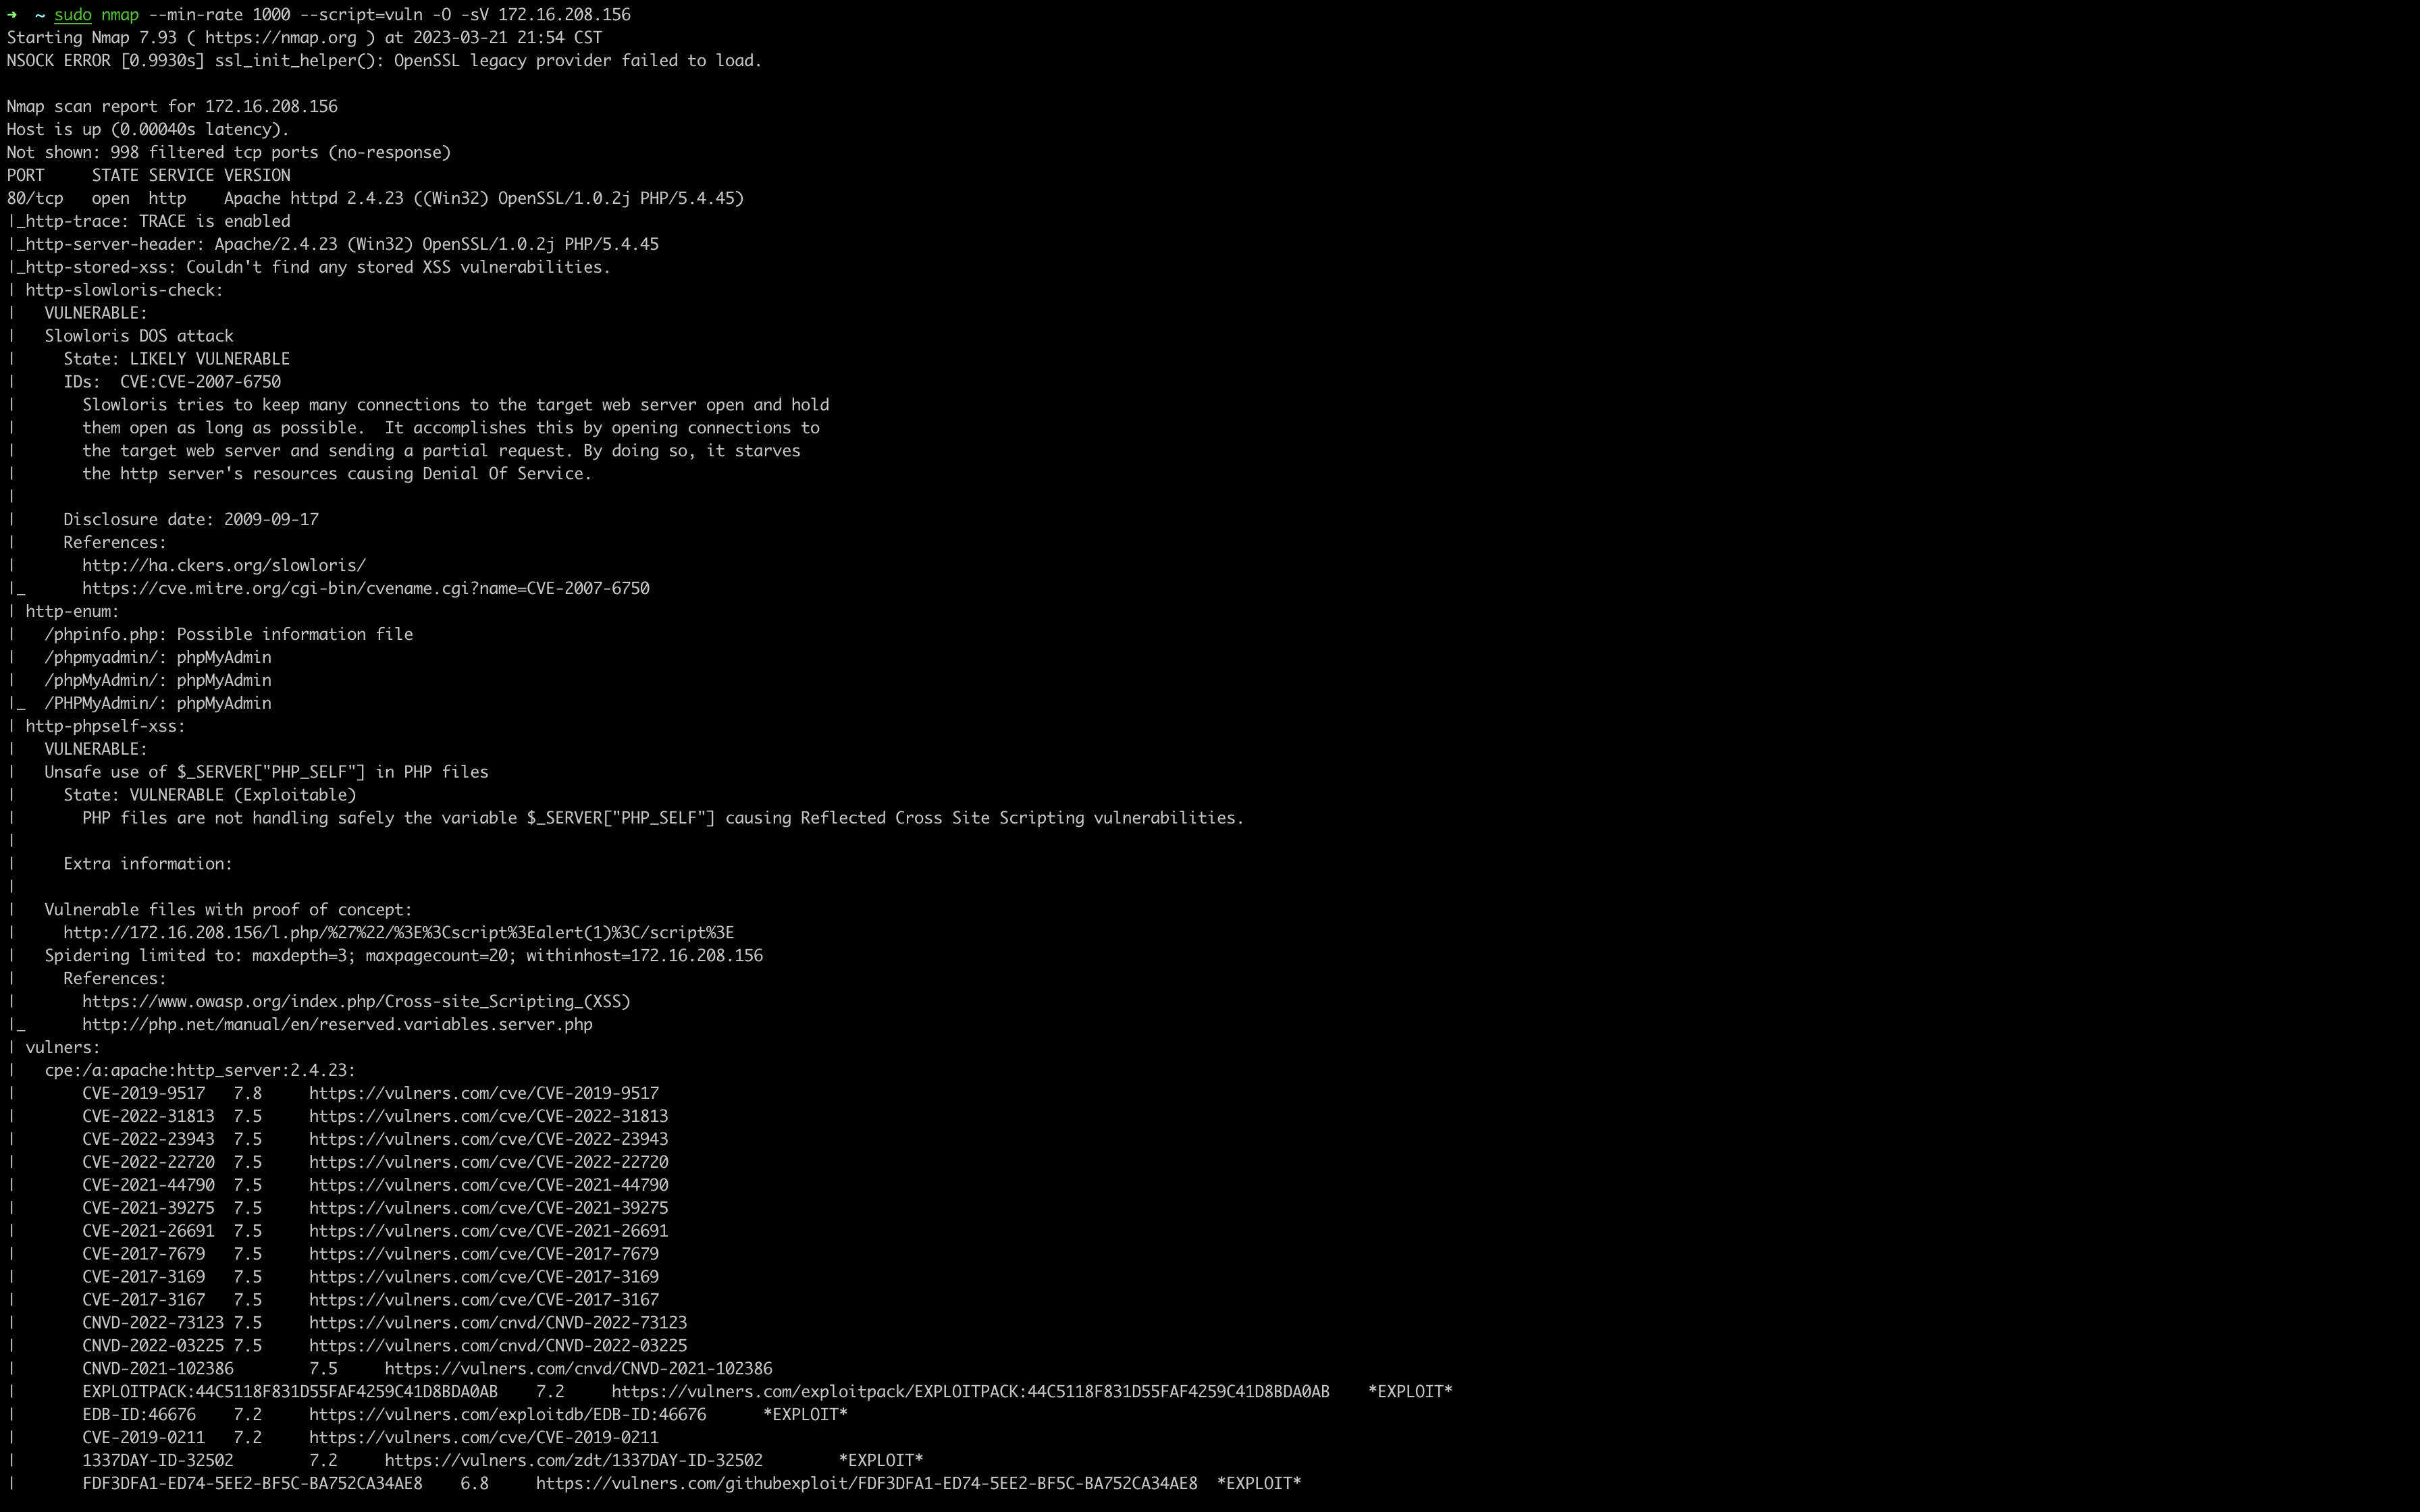 ➜  ~ sudo nmap --min-rate 1000 --script=vuln -O -sV 172.16.208.156
Starting Nmap 7.93 ( https://nmap.org ) at 2023-03-21 21:54 CST
NSOCK ERROR [0.9930s] ssl_init_helper(): OpenSSL legacy provider failed to load.

Nmap scan report for 172.16.208.156
Host is up (0.00040s latency).
Not shown: 998 filtered tcp ports (no-response)
PORT     STATE SERVICE VERSION
80/tcp   open  http    Apache httpd 2.4.23 ((Win32) OpenSSL/1.0.2j PHP/5.4.45)
|_http-trace: TRACE is enabled
|_http-server-header: Apache/2.4.23 (Win32) OpenSSL/1.0.2j PHP/5.4.45
|_http-stored-xss: Couldn't find any stored XSS vulnerabilities.
| http-slowloris-check:
|   VULNERABLE:
|   Slowloris DOS attack
|     State: LIKELY VULNERABLE
|     IDs:  CVE:CVE-2007-6750
|       Slowloris tries to keep many connections to the target web server open and hold
|       them open as long as possible.  It accomplishes this by opening connections to
|       the target web server and sending a partial request. By doing so, it starves
|       the http server's resources causing Denial Of Service.
|
|     Disclosure date: 2009-09-17
|     References:
|       http://ha.ckers.org/slowloris/
|_      https://cve.mitre.org/cgi-bin/cvename.cgi?name=CVE-2007-6750
| http-enum:
|   /phpinfo.php: Possible information file
|   /phpmyadmin/: phpMyAdmin
|   /phpMyAdmin/: phpMyAdmin
|_  /PHPMyAdmin/: phpMyAdmin
| http-phpself-xss:
|   VULNERABLE:
|   Unsafe use of $_SERVER["PHP_SELF"] in PHP files
|     State: VULNERABLE (Exploitable)
|       PHP files are not handling safely the variable $_SERVER["PHP_SELF"] causing Reflected Cross Site Scripting vulnerabilities.
|
|     Extra information:
|
|   Vulnerable files with proof of concept:
|     http://172.16.208.156/l.php/%27%22/%3E%3Cscript%3Ealert(1)%3C/script%3E
|   Spidering limited to: maxdepth=3; maxpagecount=20; withinhost=172.16.208.156
|     References:
|       https://www.owasp.org/index.php/Cross-site_Scripting_(XSS)
|_      http://php.net/manual/en/reserved.variables.server.php
| vulners:
|   cpe:/a:apache:http_server:2.4.23:
|       CVE-2019-9517   7.8     https://vulners.com/cve/CVE-2019-9517
|       CVE-2022-31813  7.5     https://vulners.com/cve/CVE-2022-31813
|       CVE-2022-23943  7.5     https://vulners.com/cve/CVE-2022-23943
|       CVE-2022-22720  7.5     https://vulners.com/cve/CVE-2022-22720
|       CVE-2021-44790  7.5     https://vulners.com/cve/CVE-2021-44790
|       CVE-2021-39275  7.5     https://vulners.com/cve/CVE-2021-39275
|       CVE-2021-26691  7.5     https://vulners.com/cve/CVE-2021-26691
|       CVE-2017-7679   7.5     https://vulners.com/cve/CVE-2017-7679
|       CVE-2017-3169   7.5     https://vulners.com/cve/CVE-2017-3169
|       CVE-2017-3167   7.5     https://vulners.com/cve/CVE-2017-3167
|       CNVD-2022-73123 7.5     https://vulners.com/cnvd/CNVD-2022-73123
|       CNVD-2022-03225 7.5     https://vulners.com/cnvd/CNVD-2022-03225
|       CNVD-2021-102386        7.5     https://vulners.com/cnvd/CNVD-2021-102386
|       EXPLOITPACK:44C5118F831D55FAF4259C41D8BDA0AB    7.2     https://vulners.com/exploitpack/EXPLOITPACK:44C5118F831D55FAF4259C41D8BDA0AB    *EXPLOIT*
|       EDB-ID:46676    7.2     https://vulners.com/exploitdb/EDB-ID:46676      *EXPLOIT*
|       CVE-2019-0211   7.2     https://vulners.com/cve/CVE-2019-0211
|       1337DAY-ID-32502        7.2     https://vulners.com/zdt/1337DAY-ID-32502        *EXPLOIT*
|       FDF3DFA1-ED74-5EE2-BF5C-BA752CA34AE8    6.8     https://vulners.com/githubexploit/FDF3DFA1-ED74-5EE2-BF5C-BA752CA34AE8  *EXPLOIT*